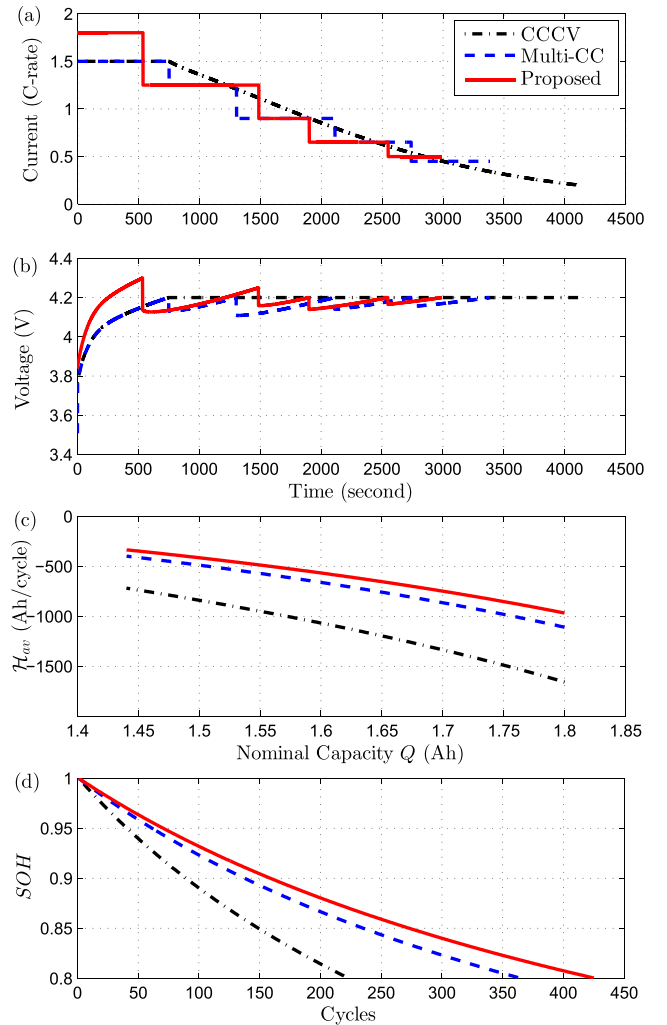 (a)
2
1.5
1
0.5
0
Current (C-rate)
CCCV
Multi-CC
Proposed
0 500 1000 1500 2000 2500 3000 3500 4000 4500
(b)
4.4
4.2
4
3.8
3.6
3.4
Voltage (V)
0 500 1000 1500 2000 2500 3000 3500 4000 4500
Time (second)
(c)
0
−500
−1000
−1500
ℋav (Ah/cycle)
1.4 1.45 1.5 1.55 1.6 1.65 1.7 1.75 1.8 1.85
Nominal Capacity Q (Ah)
(d)
1
0.95
0.9
0.85
0.8
SOH
0 50 100 150 200 250 300 350 400 450
Cycles